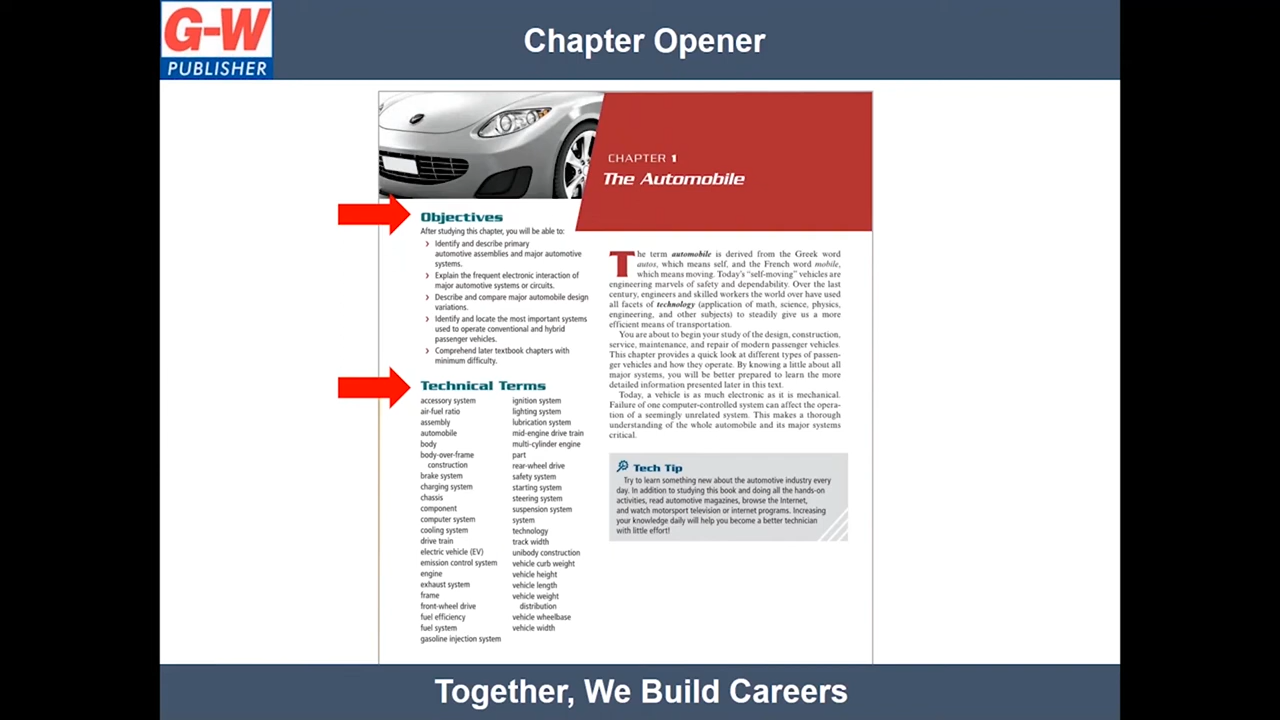 G-W
PUBLISHER
Chapter Opener
CHAPTER 1
The Automobile
Objectives
After studying this chapter, you will be able to:
› Identify and describe primary
automotive assemblies and major automotive
systems.
› Explain the frequent electronic interaction of
major automotive systems or circuits.
› Describe and compare major automobile design
variations.
› Identify and locate the most important systems
used to operate conventional and hybrid
passenger vehicles.
› Comprehend later textbook chapters with
minimum difficulty.
Technical Terms
accessory system
air-fuel ratio
assembly
automobile
body
body-over-frame
construction
brake system
charging system
chassis
component
computer system
cooling system
drive train
electric vehicle (EV)
emission control system
engine
exhaust system
frame
front-wheel drive
fuel efficiency
fuel system
gasoline injection system
ignition system
lighting system
lubrication system
mid-engine drive train
multi-cylinder engine
part
rear-wheel drive
safety system
starting system
steering system
suspension system
system
technology
track width
unibody construction
vehicle curb weight
vehicle height
vehicle length
vehicle weight
distribution
vehicle wheelbase
vehicle width
The term automobile is derived from the Greek word
autos, which means self, and the French word mobile,
which means moving. Today's “self-moving” vehicles are
engineering marvels of safety and dependability. Over the last
century, engineers and skilled workers the world over have used
all facets of technology (application of math, science, physics,
engineering, and other subjects) to steadily give us a more
efficient means of transportation.
You are about to begin your study of the design, construction,
service, maintenance, and repair of modern passenger vehicles.
This chapter provides a quick look at different types of passen-
ger vehicles and how they operate. By knowing a little about all
major systems, you will be better prepared to learn the more
detailed information presented later in this text.
Today, a vehicle is as much electronic as it is mechanical.
Failure of one computer-controlled system can affect the opera-
tion of a seemingly unrelated system. This makes a thorough
understanding of the whole automobile and its major systems
critical.
Tech Tip
Try to learn something new about the automotive industry every
day. In addition to studying this book and doing all the hands-on
activities, read automotive magazines, browse the Internet,
and watch motorsport television or internet programs. Increasing
your knowledge daily will help you become a better technician
with little effort!
Together, We Build Careers